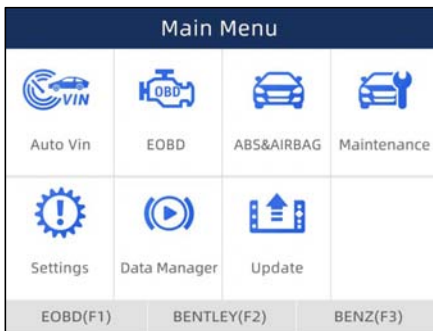 Main Menu
VIN
OBD
Auto Vin
EOBD
ABS&AIRBAG
Maintenance
Settings
Data Manager
Update
EOBD(F1)
BENTLEY(F2)
BENZ(F3)